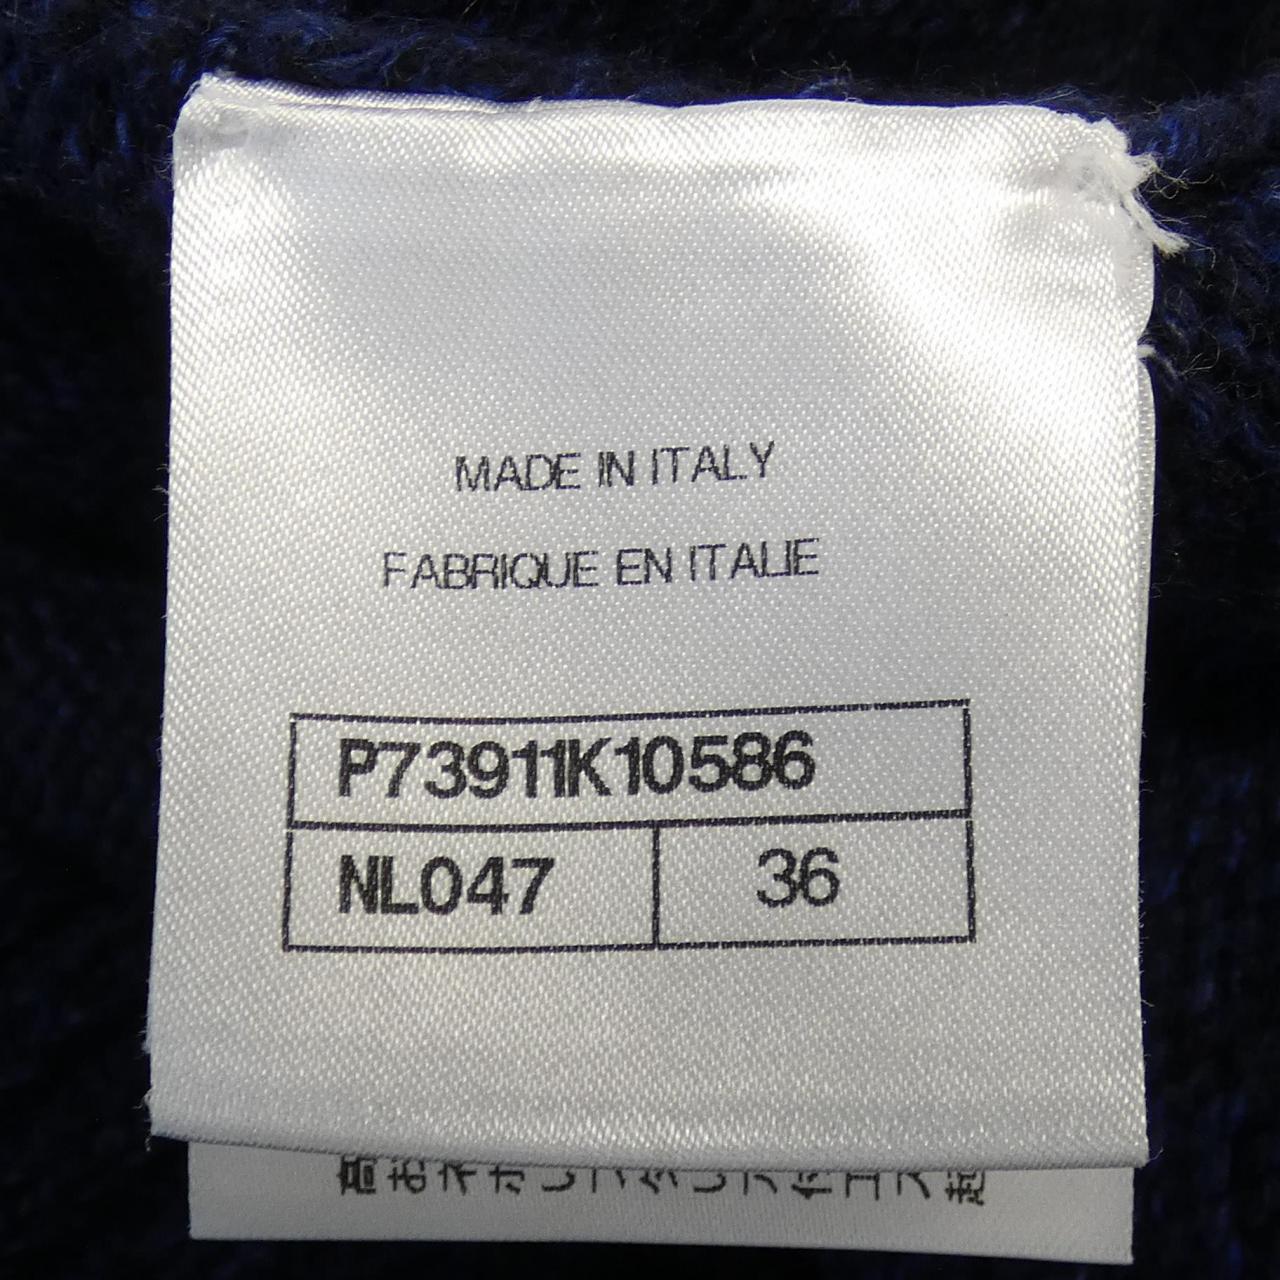 MADE IN ITALY
FABRIQUE EN ITALIE
P73911K10586
NL047 36